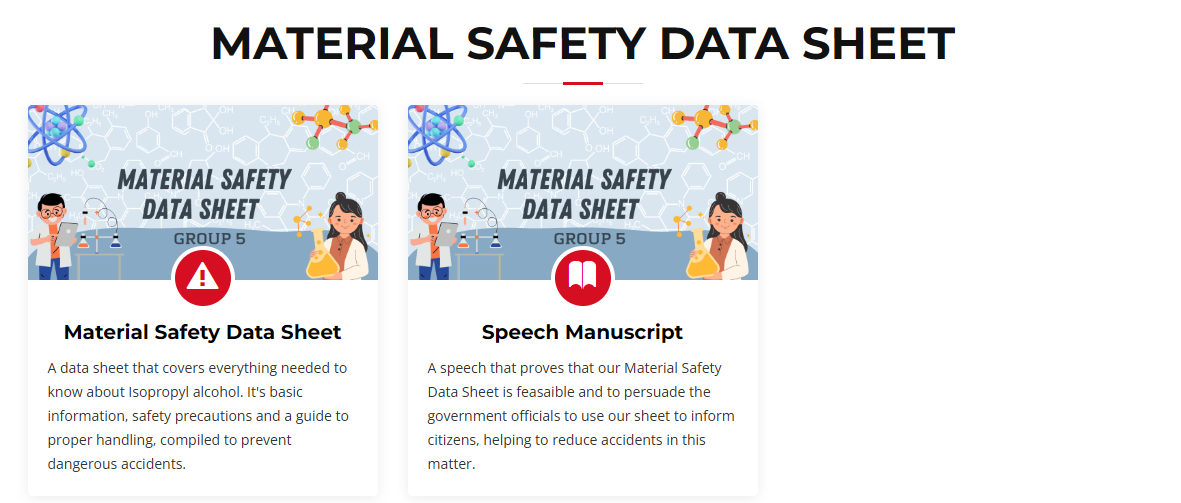 MATERIAL SAFETY DATA SHEET
MATERIAL SAFETY
DATA SHEET
GROUP 5
Material Safety Data Sheet
A data sheet that covers everything needed to
know about Isopropyl alcohol. It's basic
information, safety precautions and a guide to
proper handling, compiled to prevent
dangerous accidents.
MATERIAL SAFETY
DATA SHEET
GROUP 5
Speech Manuscript
A speech that proves that our Material Safety
Data Sheet is feasaible and to persuade the
government officials to use our sheet to inform
citizens, helping to reduce accidents in this
matter.